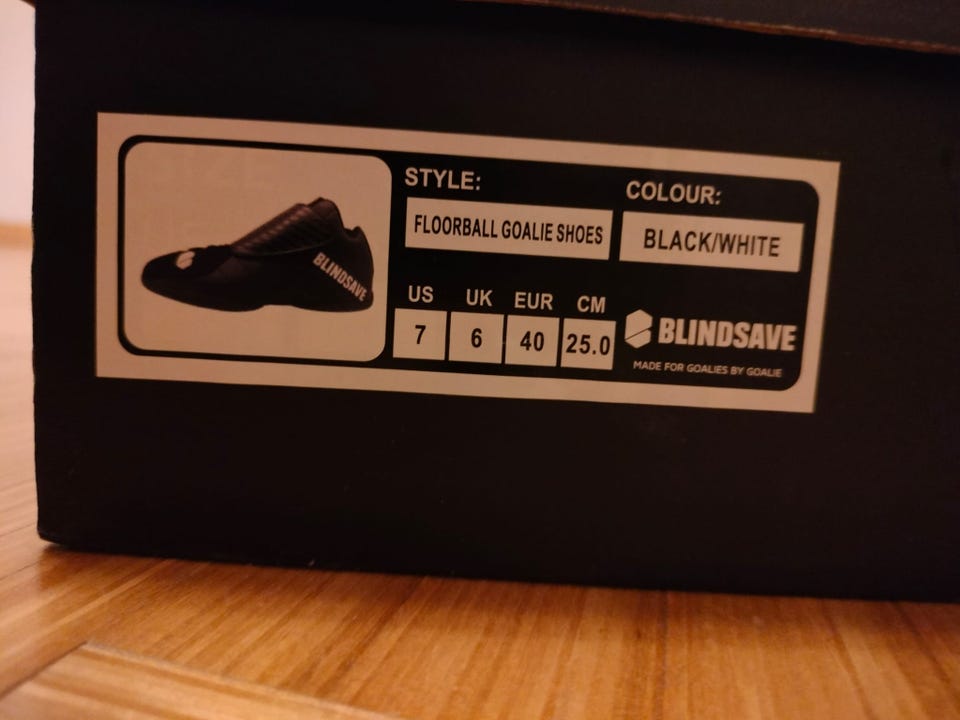 STYLE:
FLOORBALL GOALIE SHOES
COLOUR:
BLACK/WHITE
BLINDSAVE
US UK EUR CM
7 6 40 25.0
BLINDSAVE
MADE FOR GOALIES BY GOALIE